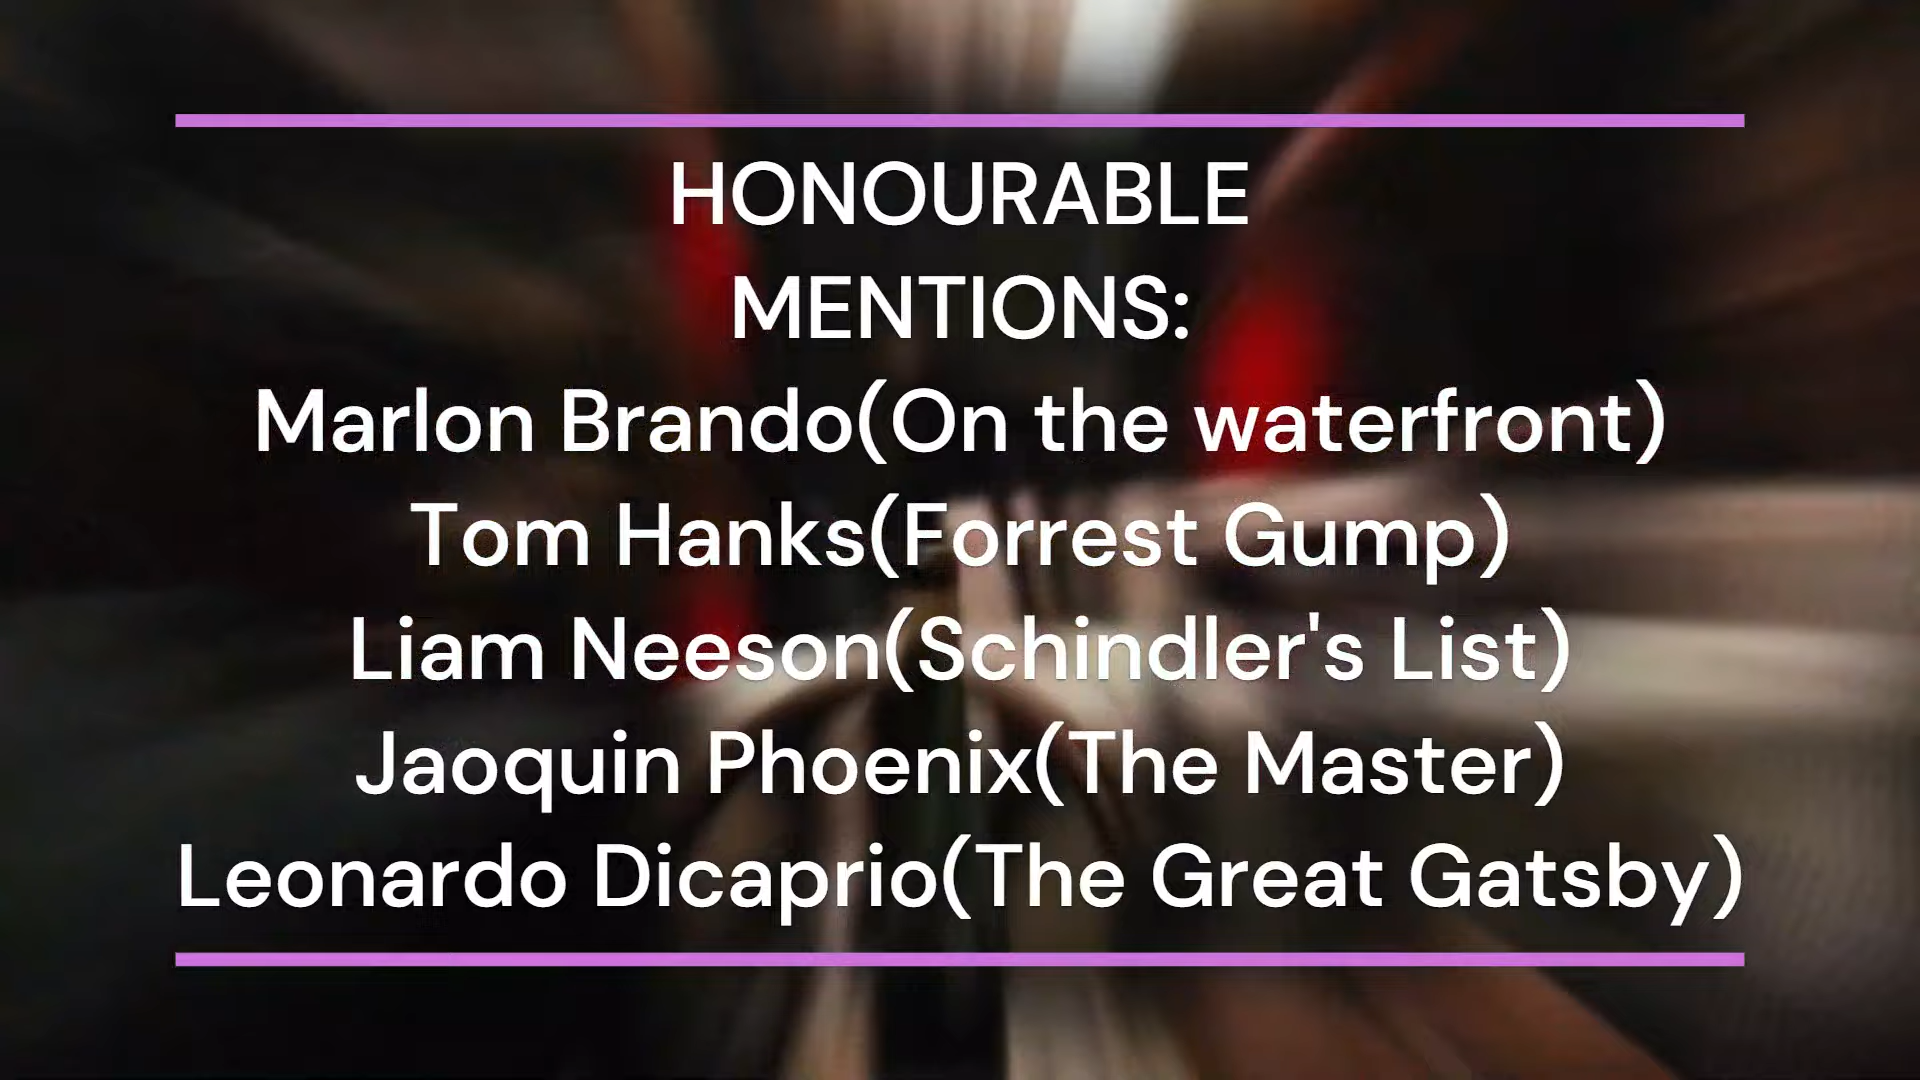 HONOURABLE
MENTIONS:
Marlon Brando(On the waterfront)
Tom Hanks(Forrest Gump)
Liam Neeson(Schindler's List)
Jaoquin Phoenix(The Master)
Leonardo Dicaprio(The Great Gatsby)